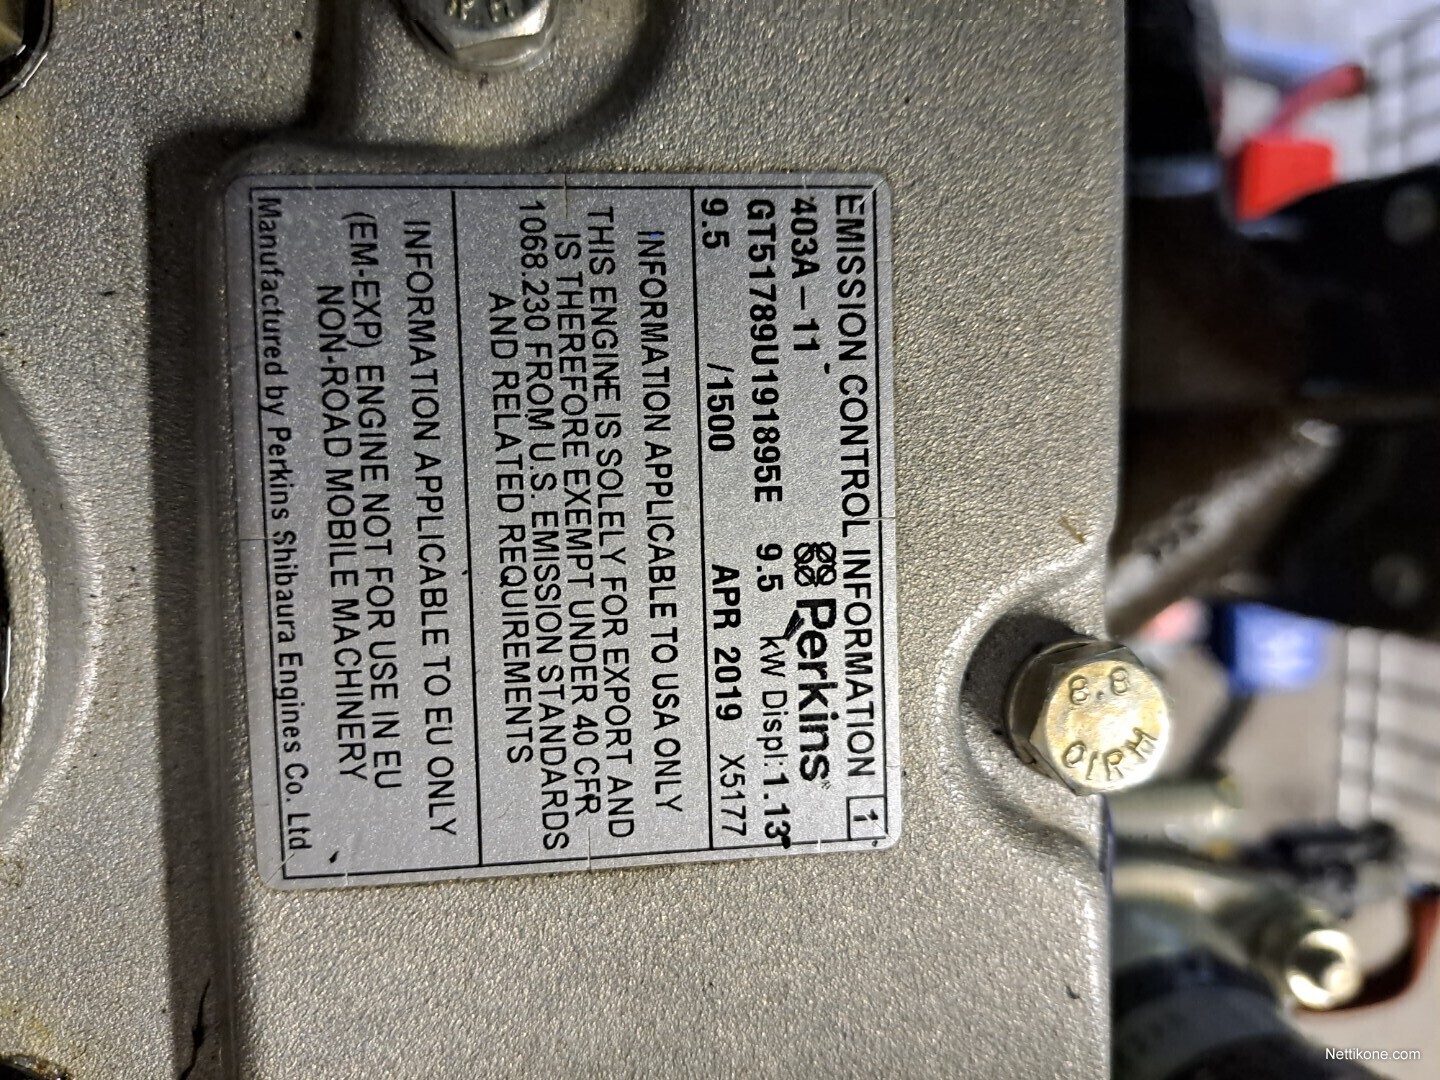 EMISSION CONTROL INFORMATION 1
403A-11 Perkins
GT51789U191895E 9.5 kW Displ:1.13
9.5 /1500 APR 2019 X5177
INFORMATION APPLICABLE TO USA ONLY
THIS ENGINE IS SOLELY FOR EXPORT AND
IS THEREFORE EXEMPT UNDER 40 CFR
1068.230 FROM U.S. EMISSION STANDARDS
AND RELATED REQUIREMENTS
INFORMATION APPLICABLE TO EU ONLY
(EM-EXP) ENGINE NOT FOR USE IN EU
NON-ROAD MOBILE MACHINERY
Manufactured by Perkins Shibaura Engines Co. Ltd
8.8
Nettikone.com